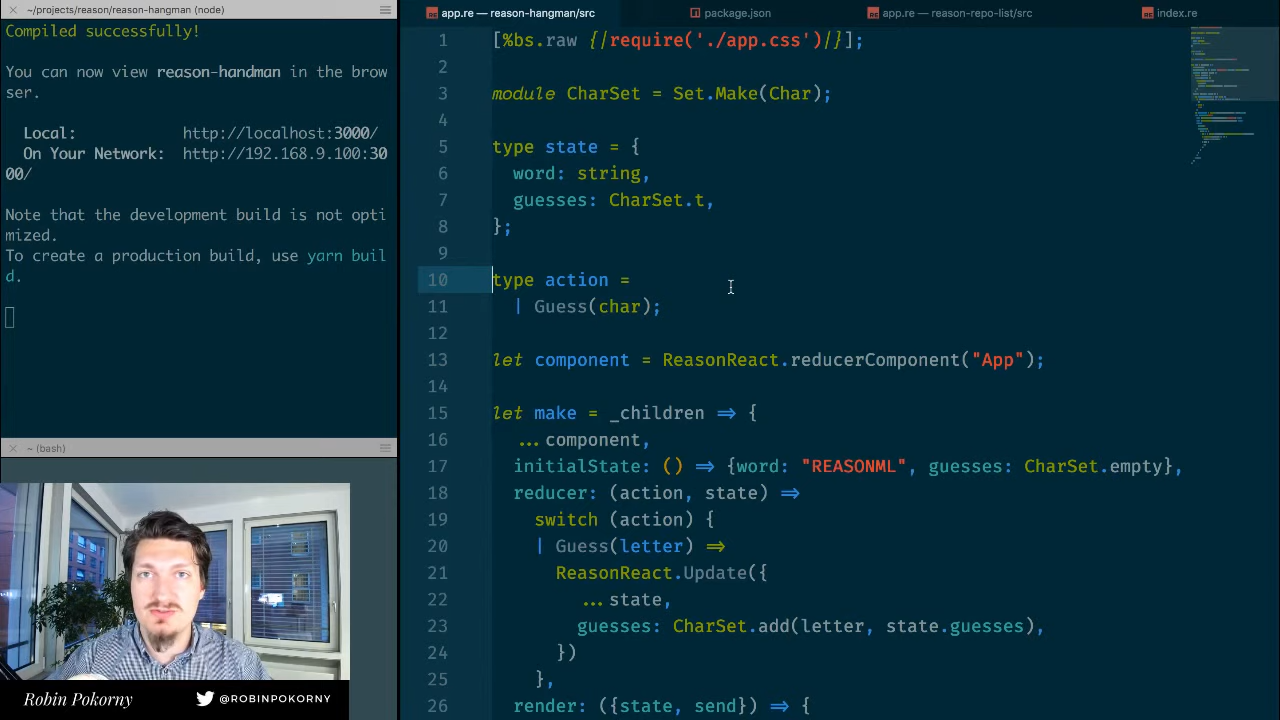 ~/projects/reason/reason-hangman (node)
Compiled successfully!
You can now view reason-handman in the brow
ser.
Local: http://localhost:3000/
On Your Network: http://192.168.9.100:30
00/
Note that the development build is not opti
mized.
To create a production build, use yarn buil
d.
~ (bash)
Robin Pokorny
@ROBINPOKORNY
app.re — reason-hangman/src
package.json
app.re — reason-repo-list/src
index.re
1 [%bs.raw {|require('./app.css')|}];
2
3 module CharSet = Set.Make(Char);
4
5 type state = {
6 word: string,
7 guesses: CharSet.t,
8 };
9
10 type action =
11 | Guess(char);
12
13 let component = ReasonReact.reducerComponent("App");
14
15 let make = _children => {
16 ...component,
17 initialState: () => {word: "REASONML", guesses: CharSet.empty},
18 reducer: (action, state) =>
19 switch (action) {
20 | Guess(letter) =>
21 ReasonReact.Update({
22 ...state,
23 guesses: CharSet.add(letter, state.guesses),
24 })
25 },
26 render: ({state, send}) => {